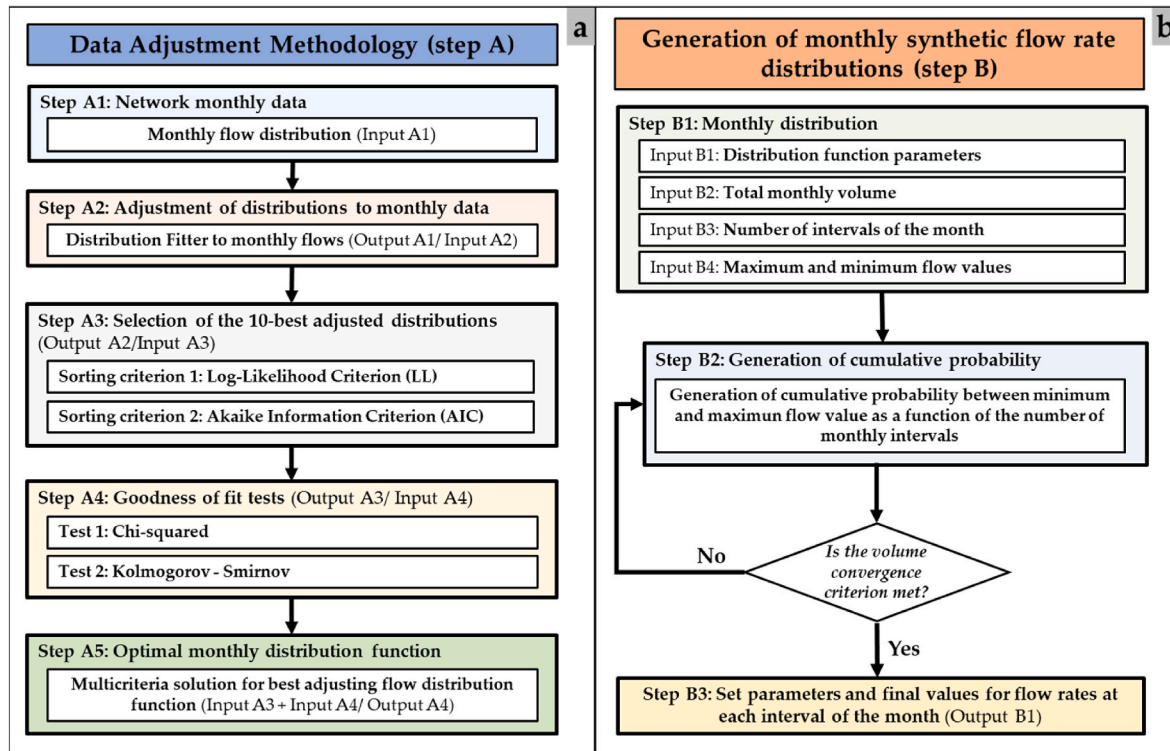 a
Data Adjustment Methodology (step A)
Step A1: Network monthly data
Monthly flow distribution (Input A1)
Step A2: Adjustment of distributions to monthly data
Distribution Fitter to monthly flows (Output A1/ Input A2)
Step A3: Selection of the 10-best adjusted distributions
(Output A2/Input A3)
Sorting criterion 1: Log-Likelihood Criterion (LL)
Sorting criterion 2: Akaike Information Criterion (AIC)
Step A4: Goodness of fit tests (Output A3/ Input A4)
Test 1: Chi-squared
Test 2: Kolmogorov - Smirnov
Step A5: Optimal monthly distribution function
Multicriteria solution for best adjusting flow distribution
function (Input A3 + Input A4/ Output A4)
b
Generation of monthly synthetic flow rate
distributions (step B)
Step B1: Monthly distribution
Input B1: Distribution function parameters
Input B2: Total monthly volume
Input B3: Number of intervals of the month
Input B4: Maximum and minimum flow values
Step B2: Generation of cumulative probability
Generation of cumulative probability between minimum
and maximun flow value as a function of the number of
monthly intervals
Is the volume
convergence
criterion met?
No
Yes
Step B3: Set parameters and final values for flow rates at
each interval of the month (Output B1)